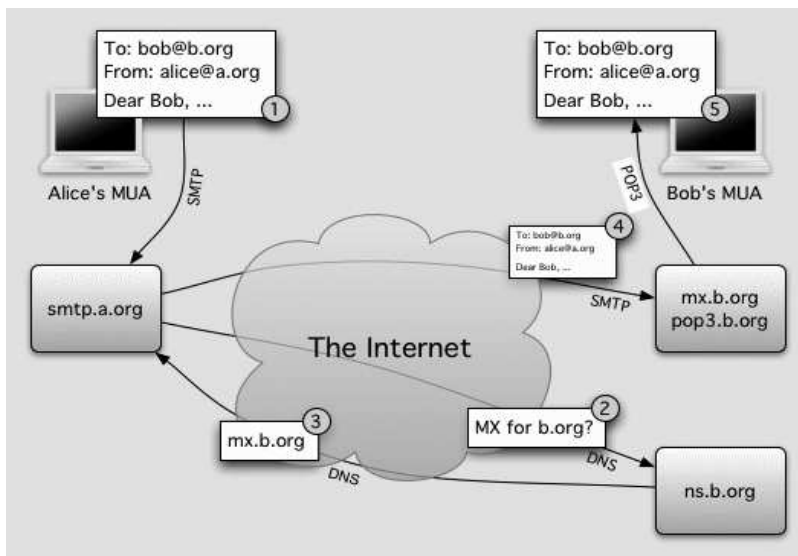 To: bob@b.org
From: alice@a.org
Dear Bob, ...
1
To: bob@b.org
From: alice@a.org
Dear Bob, ...
5
Alice's MUA
SMTP
POP3
Bob's MUA
To: bob@b.org
From: alice@a.org
Dear Bob, ...
4
smtp.a.org
SMTP
mx.b.org
pop3.b.org
The Internet
mx.b.org
3
MX for b.org?
2
DNS
DNS
ns.b.org